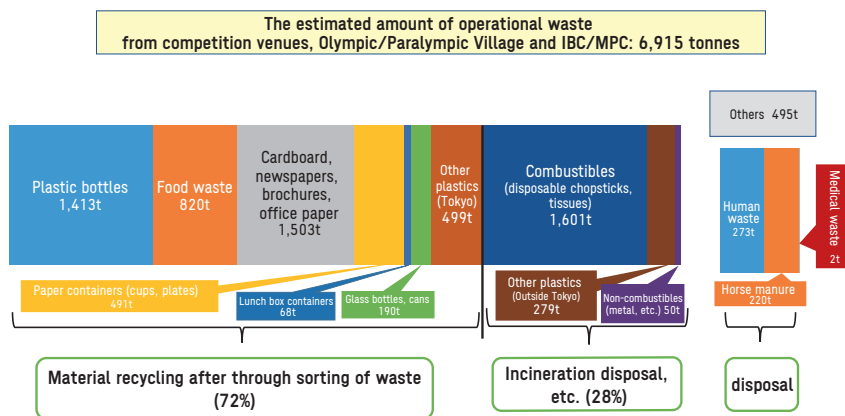 The estimated amount of operational waste
from competition venues, Olympic/Paralympic Village and IBC/MPC: 6,915 tonnes
Others 495t
Plastic bottles
1,413t
Food waste
820t
Cardboard,
newspapers,
brochures,
office paper
1,503t
Other
plastics
(Tokyo)
499t
Combustibles
(disposable chopsticks,
tissues)
1,601t
Human
waste
273t
Medical waste
2t
Paper containers (cups, plates)
491t
Lunch box containers
68t
Glass bottles, cans
190t
Other plastics
(Outside Tokyo)
279t
Non-combustibles
(metal, etc.) 50t
Horse manure
220t
Material recycling after through sorting of waste
(72%)
Incineration disposal,
etc. (28%)
disposal